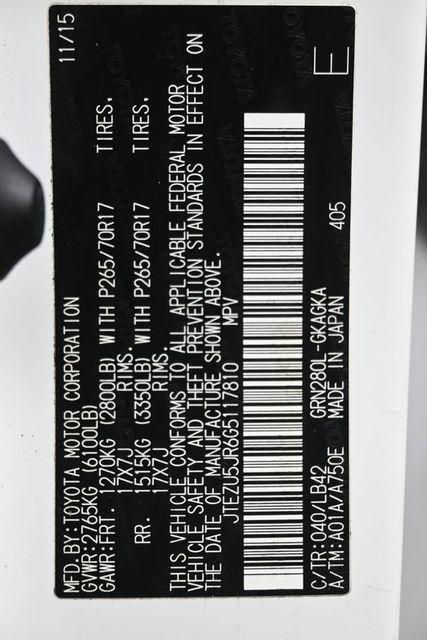 MFD.BY:TOYOTA MOTOR CORPORATION 11/15
GVWR:2765KG (6100LB)
GAWR:FRT. 1270KG (2800LB) WITH P265/70R17 TIRES,
17X7J RIMS.
RR. 1515KG (3350LB) WITH P265/70R17 TIRES,
17X7J RIMS.
THIS VEHICLE CONFORMS TO ALL APPLICABLE FEDERAL MOTOR
VEHICLE SAFETY AND THEFT PREVENTION STANDARDS IN EFFECT ON
THE DATE OF MANUFACTURE SHOWN ABOVE.
JTEZU5JR6G5117810 MPV
C/TR:040/LB42 GRN280L-GKAGKA 405 E
A/TM:A01A/A750E MADE IN JAPAN